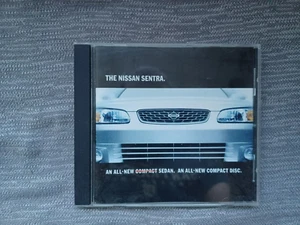 THE NISSAN SENTRA.
AN ALL-NEW COMPACT SEDAN. AN ALL-NEW COMPACT DISC.